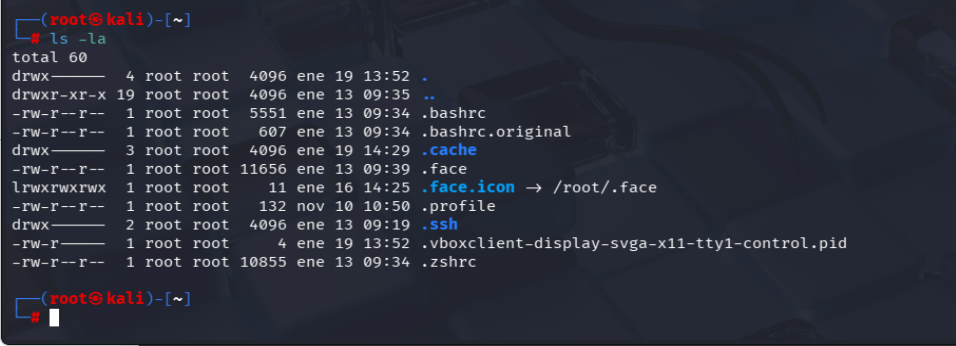 ┌──(root㉿kali)-[~]
└─# ls -la
total 60
drwx------  4 root root  4096 ene 19 13:52 .
drwxr-xr-x 19 root root  4096 ene 13 09:35 ..
-rw-r--r--  1 root root  5551 ene 13 09:34 .bashrc
-rw-r--r--  1 root root   607 ene 13 09:34 .bashrc.original
drwx------  3 root root  4096 ene 19 14:29 .cache
-rw-r--r--  1 root root 11656 ene 13 09:39 .face
lrwxrwxrwx  1 root root    11 ene 16 14:25 .face.icon -> /root/.face
-rw-r--r--  1 root root   132 nov 10 10:50 .profile
drwx------  2 root root  4096 ene 13 09:19 .ssh
-rw-r-----  1 root root     4 ene 19 13:52 .vboxclient-display-svga-x11-tty1-control.pid
-rw-r--r--  1 root root 10855 ene 13 09:34 .zshrc
┌──(root㉿kali)-[~]
└─#